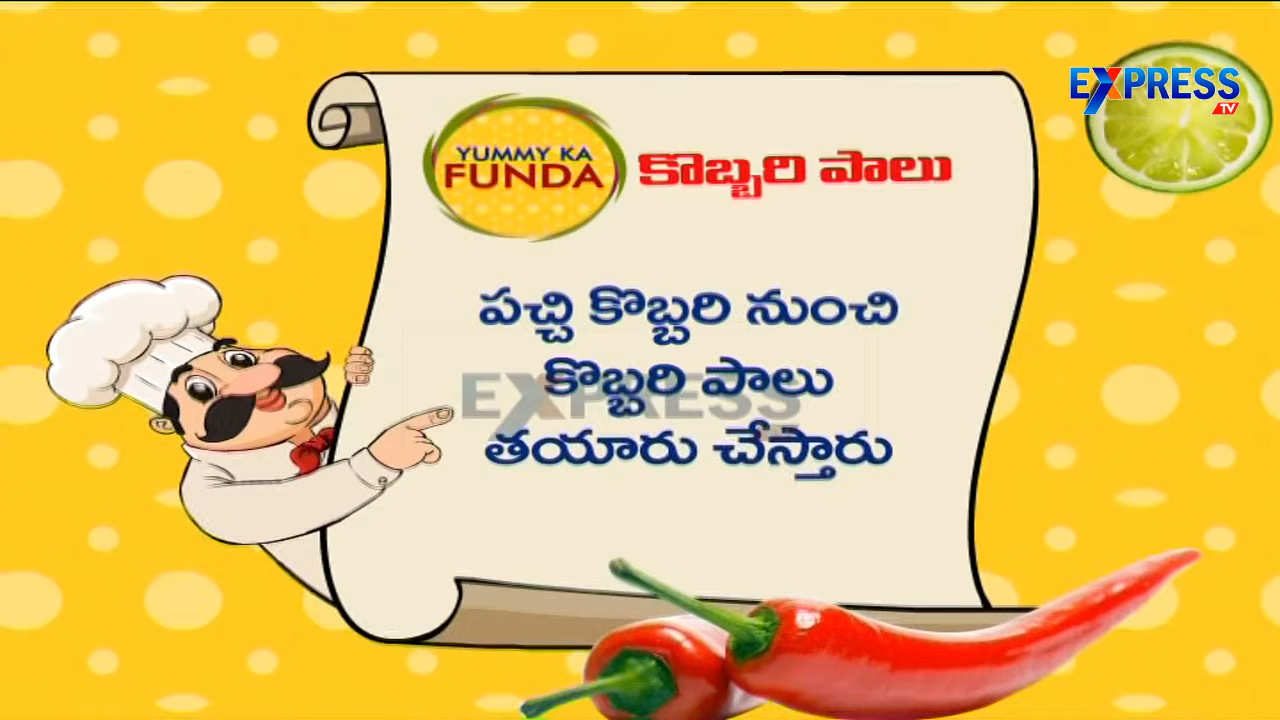 EXPRESS
TV
YUMMY KA
FUNDA
కొబ్బరి పాలు
పచ్చి కొబ్బరి నుంచి
కొబ్బరి పాలు
తయారు చేస్తారు
EXPRESS